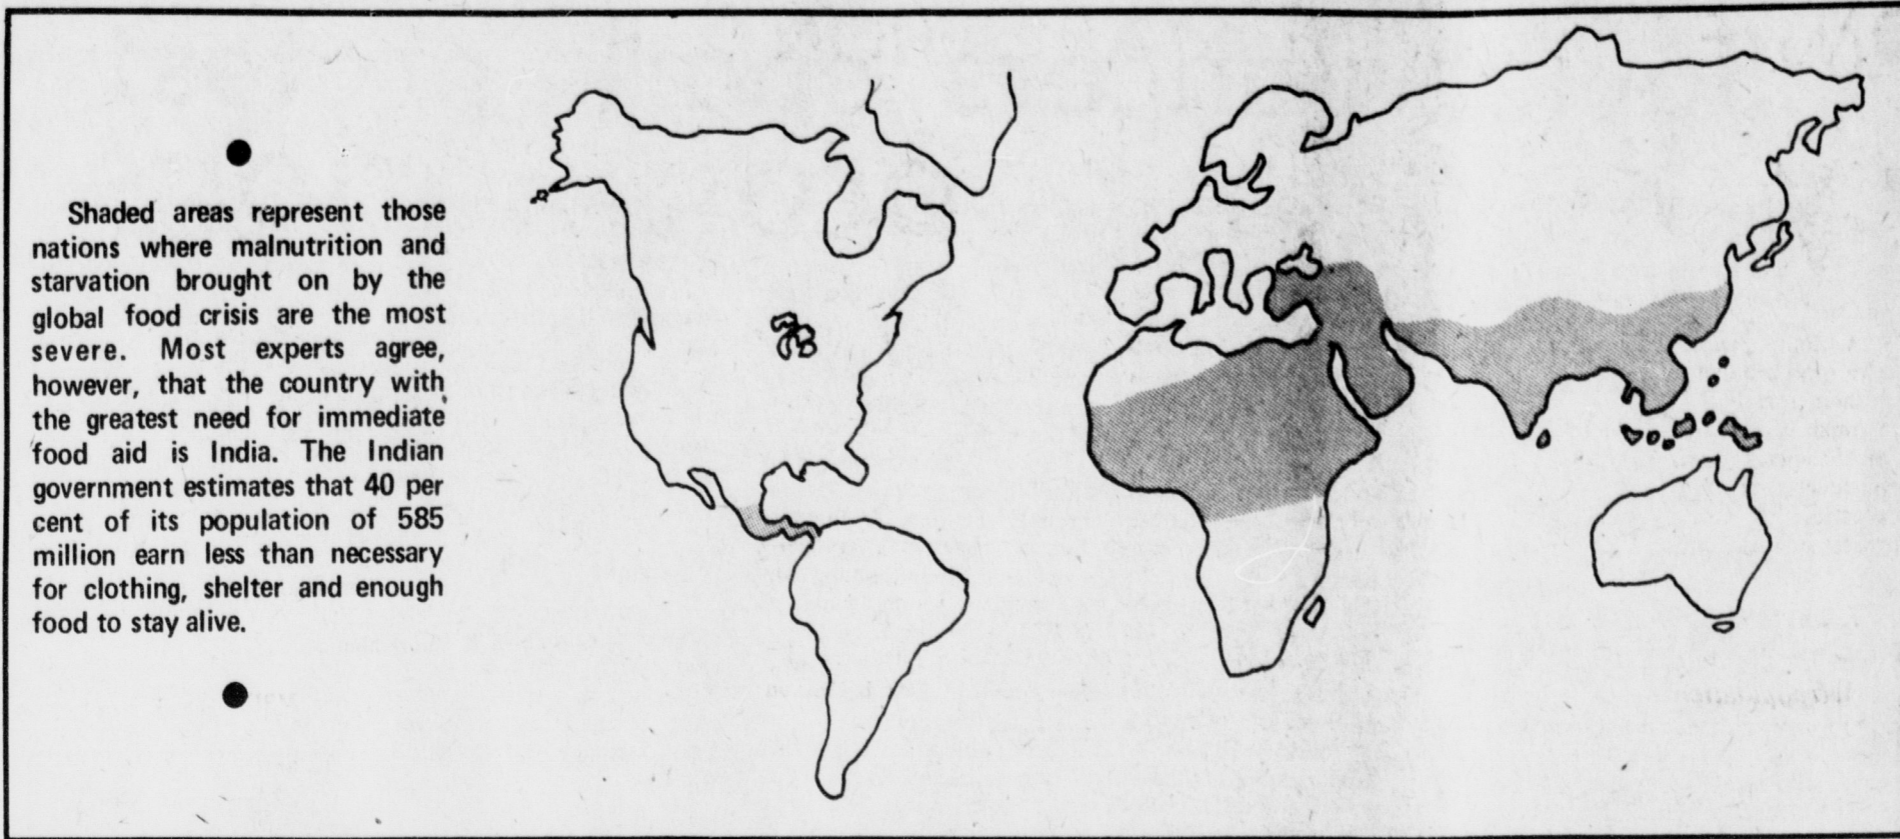 Shaded areas represent those
nations where malnutrition and
starvation brought on by the
global food crisis are the most
severe. Most experts agree,
however, that the country with
the greatest need for immediate
food aid is India. The Indian
government estimates that 40 per
cent of its population of 585
million earn less than necessary
for clothing, shelter and enough
food to stay alive.